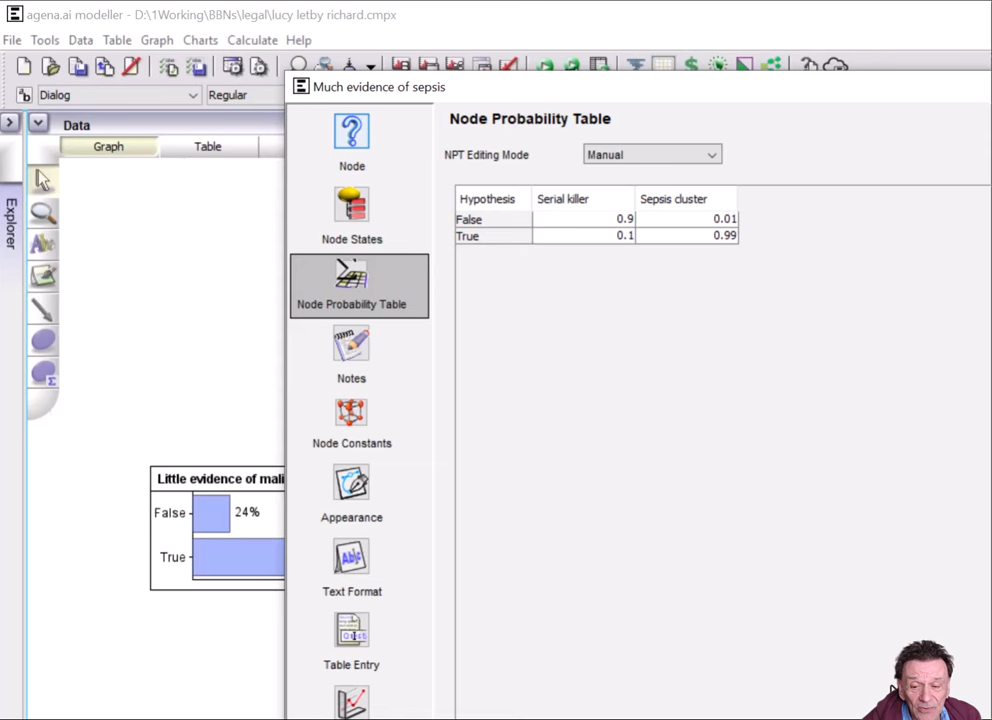 agena.ai modeller - D:\1Working\BBNs\legal\lucy letby richard.cmpx
File Tools Data Table Graph Charts Calculate Help
Dialog Regular
Much evidence of sepsis
Data
Graph Table
Explorer
Node
Node States
Node Probability Table
Notes
Node Constants
Appearance
Text Format
Table Entry
Node Probability Table
NPT Editing Mode Manual
Hypothesis Serial killer Sepsis cluster
False 0.9 0.01
True 0.1 0.99
Little evidence of mali
False 24%
True